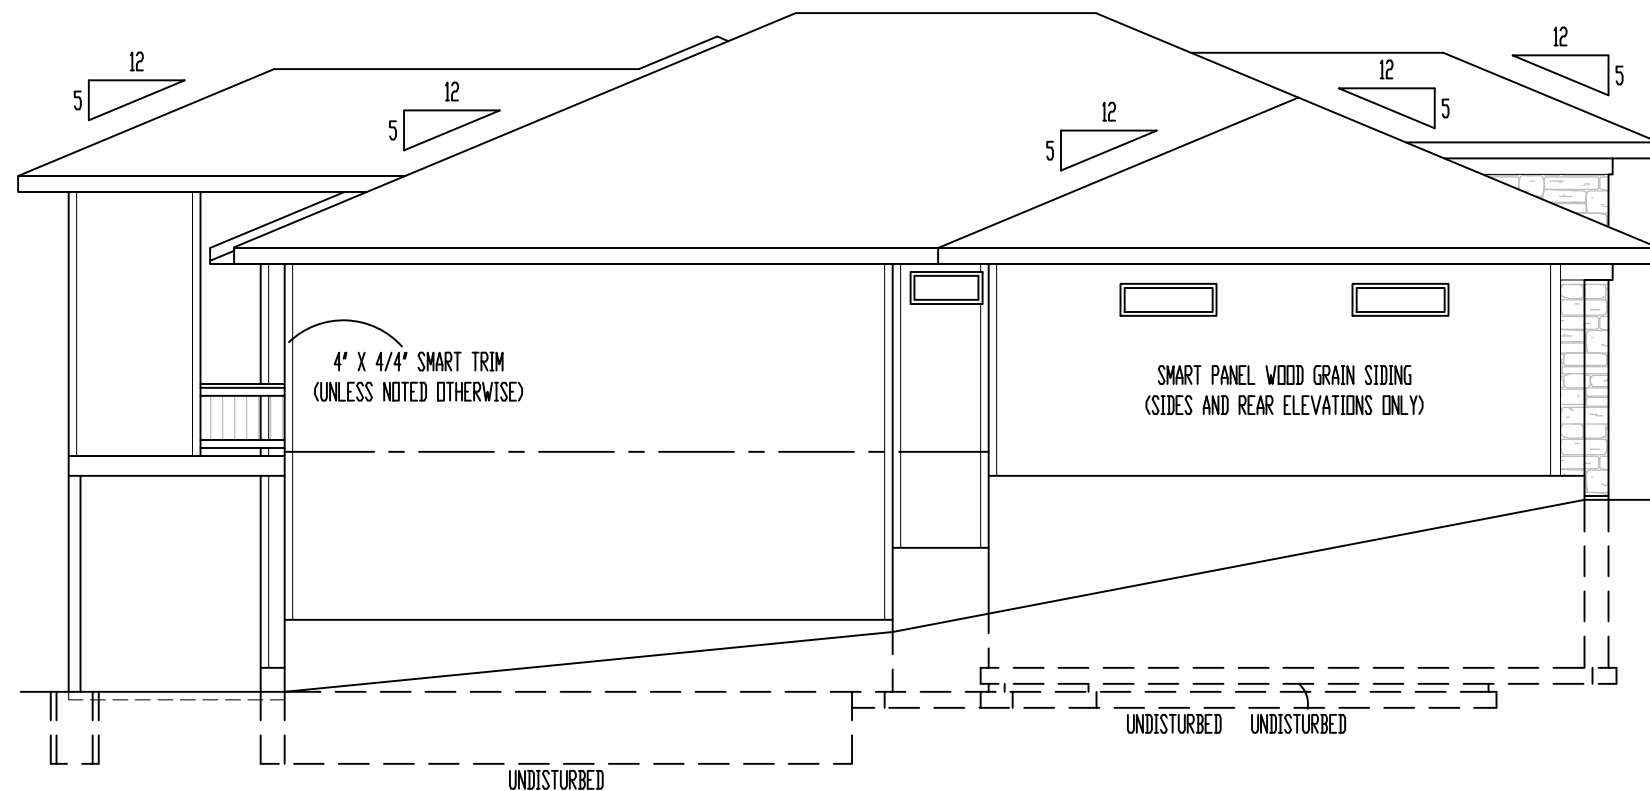 12
5
12
5
12
5
12
5
12
5
4" X 4/4" SMART TRIM
(UNLESS NOTED OTHERWISE)
SMART PANEL WOOD GRAIN SIDING
(SIDES AND REAR ELEVATIONS ONLY)
UNDISTURBED UNDISTURBED
UNDISTURBED